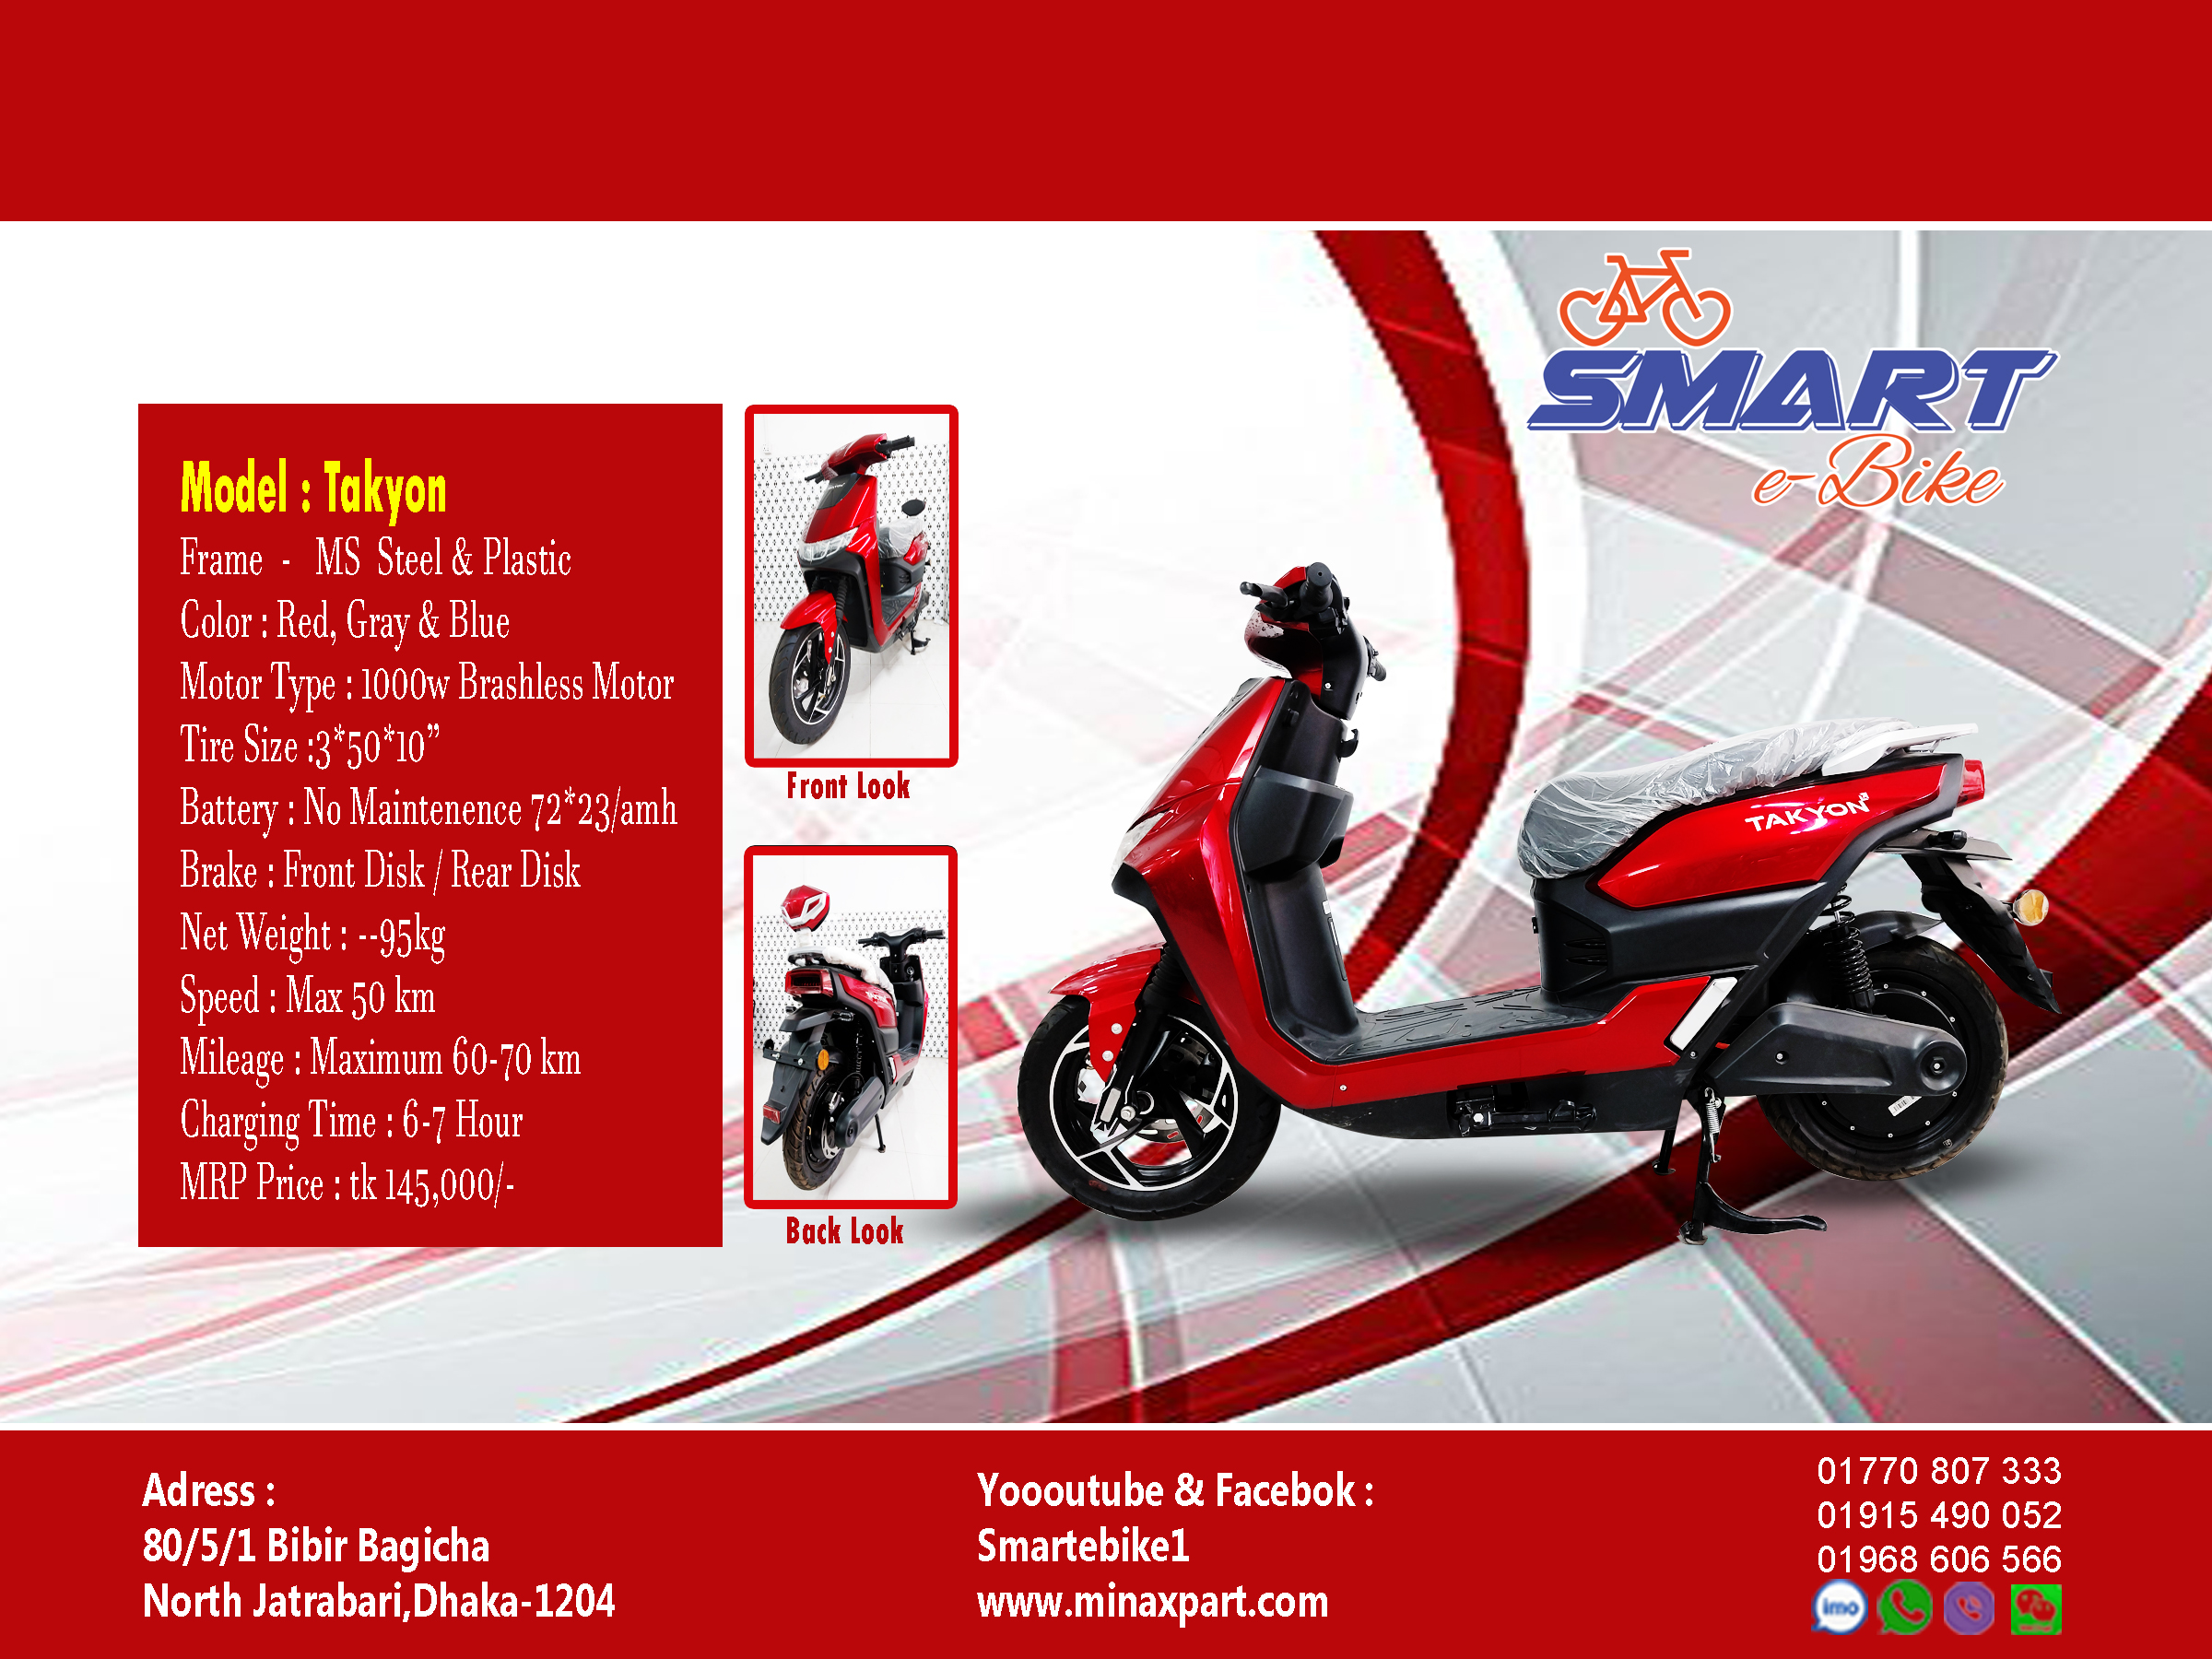 SMART
e-Bike
Model : Takyon
Frame - MS Steel & Plastic
Color : Red, Gray & Blue
Motor Type : 1000w Brashless Motor
Tire Size :3*50*10”
Battery : No Maintenence 72*23/amh
Brake : Front Disk / Rear Disk
Net Weight : --95kg
Speed : Max 50 km
Mileage : Maximum 60-70 km
Charging Time : 6-7 Hour
MRP Price : tk 145,000/-
Front Look
Back Look
TAKYON
Adress :
80/5/1 Bibir Bagicha
North Jatrabari,Dhaka-1204
Yoooutube & Facebok :
Smartebike1
www.minaxpart.com
01770 807 333
01915 490 052
01968 606 566
imo